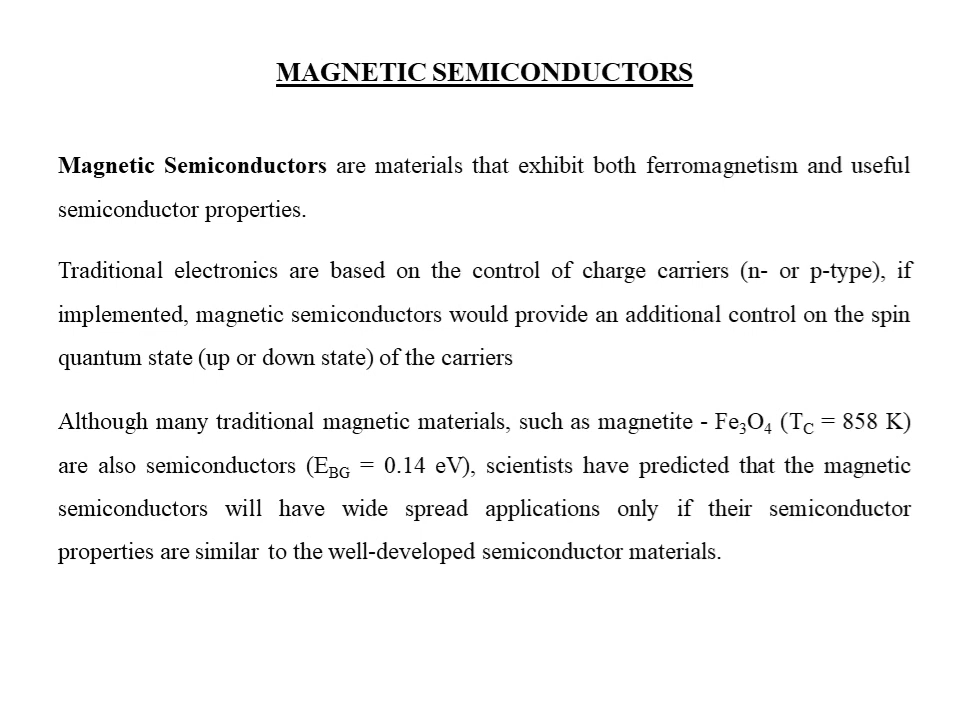 MAGNETIC SEMICONDUCTORS
Magnetic Semiconductors are materials that exhibit both ferromagnetism and useful
semiconductor properties.
Traditional electronics are based on the control of charge carriers (n- or p-type), if
implemented, magnetic semiconductors would provide an additional control on the spin
quantum state (up or down state) of the carriers
Although many traditional magnetic materials, such as magnetite - Fe₃O₄ (T_C = 858 K)
are also semiconductors (E_BG = 0.14 eV), scientists have predicted that the magnetic
semiconductors will have wide spread applications only if their semiconductor
properties are similar to the well-developed semiconductor materials.